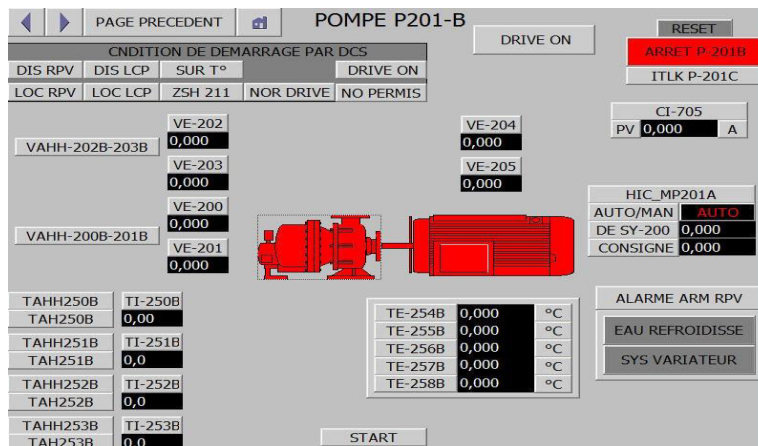 PAGE PRECEDENT
POMPE P201-B
DRIVE ON
RESET
ARRET P-201B
ITLK P-201C
CNDITION DE DEMARRAGE PAR DCS
DIS RPV DIS LCP SUR T° DRIVE ON
LOC RPV LOC LCP ZSH 211 NOR DRIVE NO PERMIS
CI-705
PV 0,000 A
VAHH-202B-203B
VE-202
0,000
VE-203
0,000
VE-204
0,000
VE-205
0,000
VAHH-200B-201B
VE-200
0,000
VE-201
0,000
HIC_MP201A
AUTO/MAN AUTO
DE SY-200 0,000
CONSIGNE 0,000
TAHH250B TI-250B
TAH250B 0,00
TAHH251B TI-251B
TAH251B 0,0
TAHH252B TI-252B
TAH252B 0,0
TAHH253B TI-253B
TAH253B 0,0
TE-254B 0,000 °C
TE-255B 0,000 °C
TE-256B 0,000 °C
TE-257B 0,000 °C
TE-258B 0,000 °C
ALARME ARM RPV
EAU REFROIDISSE
SYS VARIATEUR
START